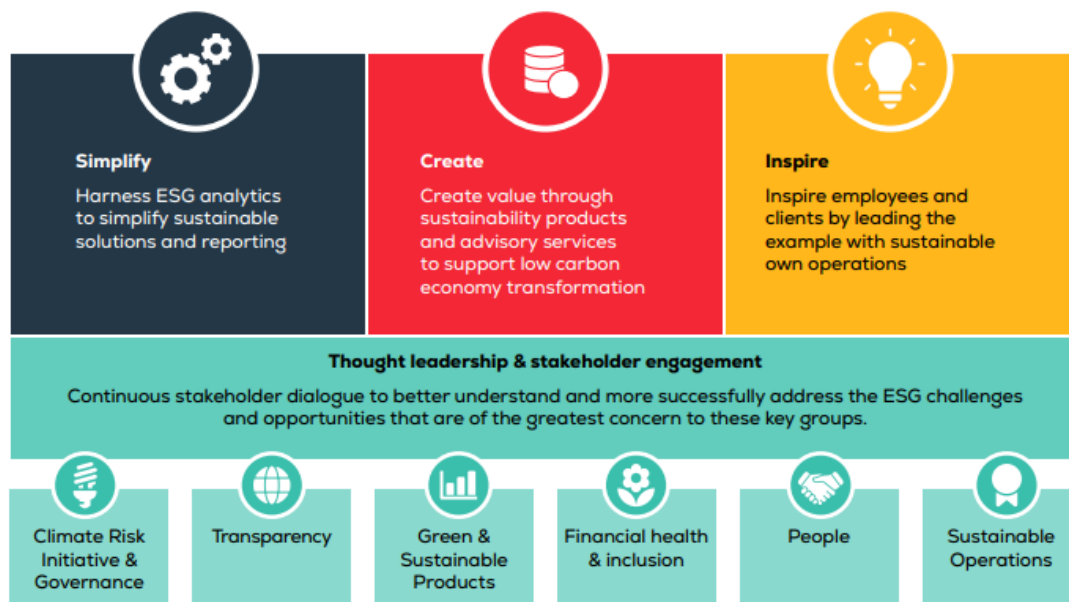 Simplify
Harness ESG analytics
to simplify sustainable
solutions and reporting
Create
Create value through
sustainability products
and advisory services
to support low carbon
economy transformation
Inspire
Inspire employees and
clients by leading the
example with sustainable
own operations
Thought leadership & stakeholder engagement
Continuous stakeholder dialogue to better understand and more successfully address the ESG challenges
and opportunities that are of the greatest concern to these key groups.
Climate Risk
Initiative &
Governance
Transparency
Green &
Sustainable
Products
Financial health
& inclusion
People
Sustainable
Operations